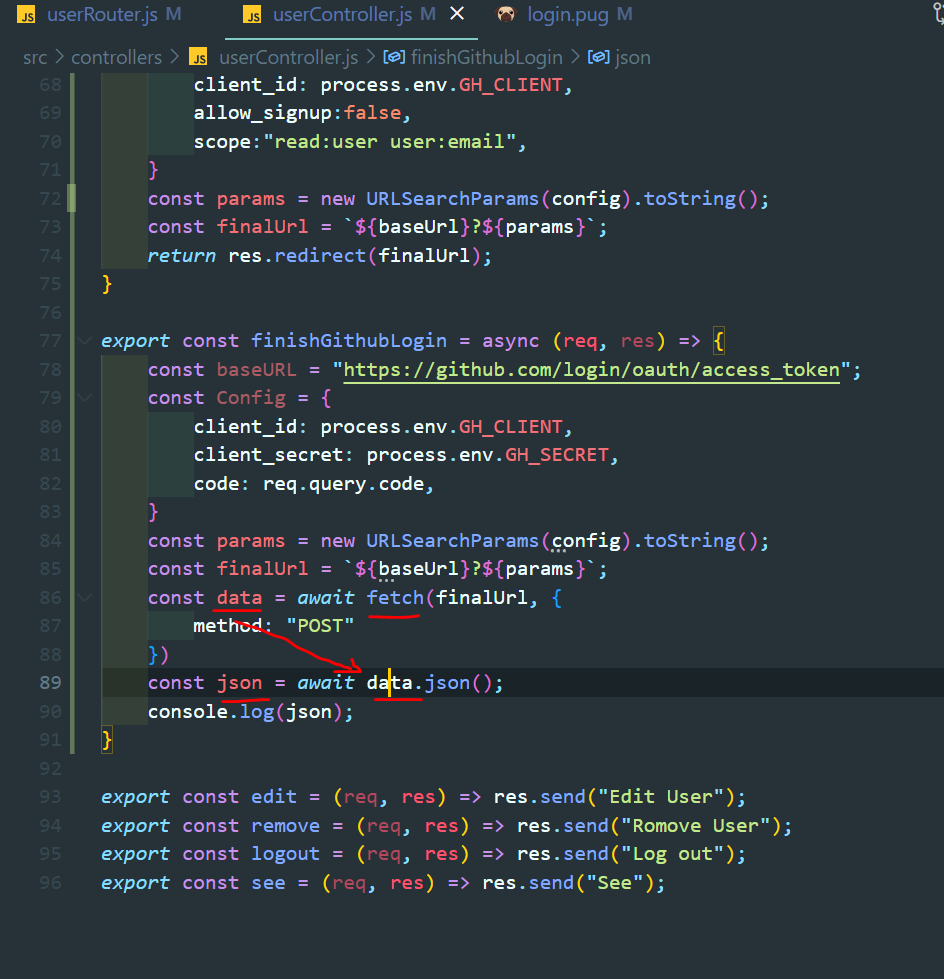 JS userRouter.js M JS userController.js M × login.pug M
src > controllers > JS userController.js > finishGithubLogin > json
68 client_id: process.env.GH_CLIENT,
69 allow_signup:false,
70 scope:"read:user user:email",
71 }
72 const params = new URLSearchParams(config).toString();
73 const finalUrl = `${baseUrl}?${params}`;
74 return res.redirect(finalUrl);
75 }
76
77 export const finishGithubLogin = async (req, res) => {
78 const baseURL = "https://github.com/login/oauth/access_token";
79 const Config = {
80 client_id: process.env.GH_CLIENT,
81 client_secret: process.env.GH_SECRET,
82 code: req.query.code,
83 }
84 const params = new URLSearchParams(config).toString();
85 const finalUrl = `${baseUrl}?${params}`;
86 const data = await fetch(finalUrl, {
87 method: "POST"
88 })
89 const json = await data.json();
90 console.log(json);
91 }
92
93 export const edit = (req, res) => res.send("Edit User");
94 export const remove = (req, res) => res.send("Romove User");
95 export const logout = (req, res) => res.send("Log out");
96 export const see = (req, res) => res.send("See");